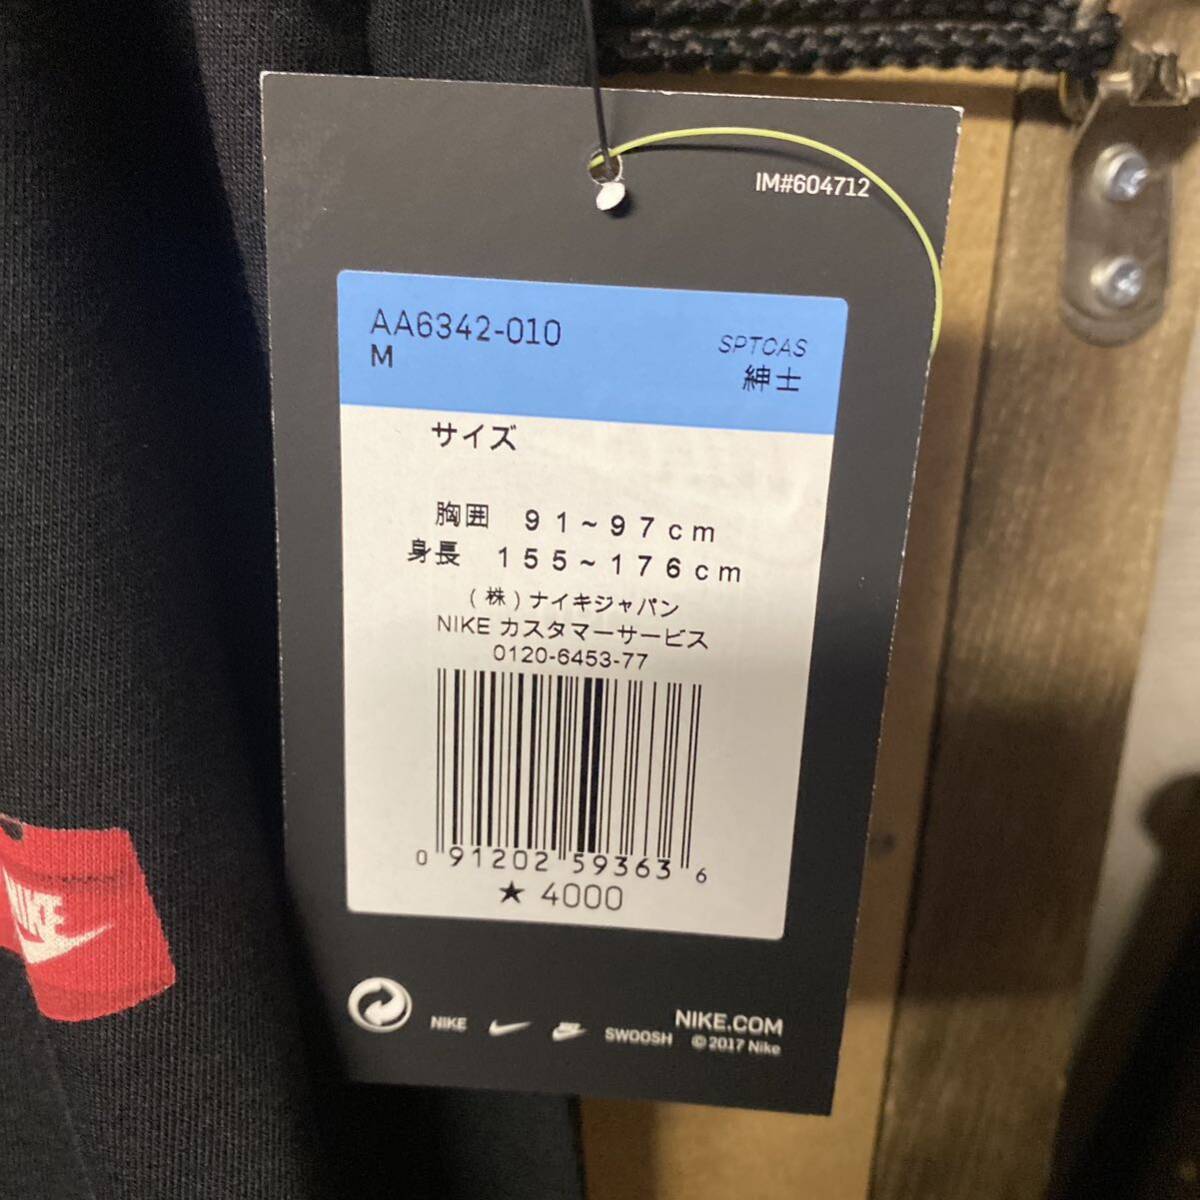 IM#604712
AA6342-010
M
SPTCAS
紳士
サイズ
胸囲 91~97cm
身長 155~176cm
(株)ナイキジャパン
NIKE カスタマーサービス
0120-6453-77
0 91202 59363 6
★ 4000
NIKE
NIKE SWOOSH
NIKE.COM
©2017 Nike